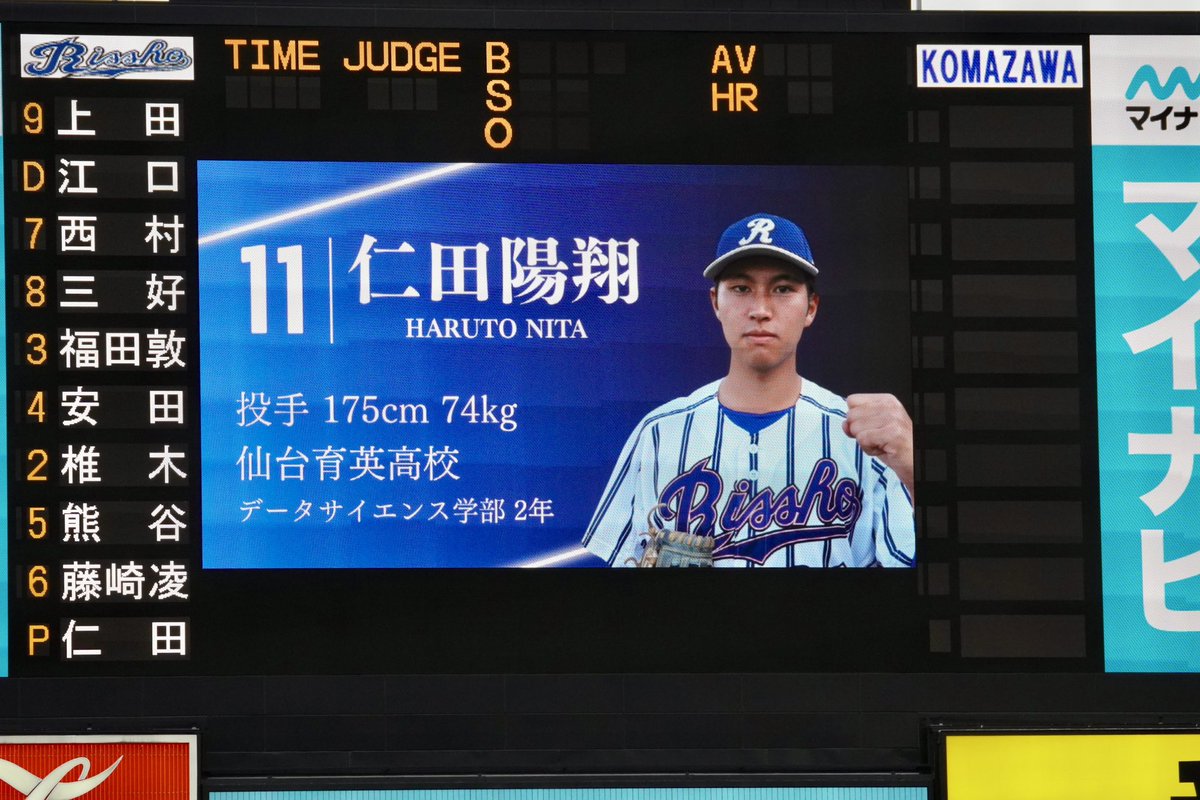 Rissho
TIME JUDGE B
S
O
AV
HR
KOMAZAWA
9 上田
D 江口
7 西村
8 三好
3 福田敦
4 安田
2 椎木
5 熊谷
6 藤崎凌
P 仁田
11 仁田陽翔
HARUTO NITA
投手 175cm 74kg
仙台育英高校
データサイエンス学部 2年
R
Rissho
マイナ
マイナビ